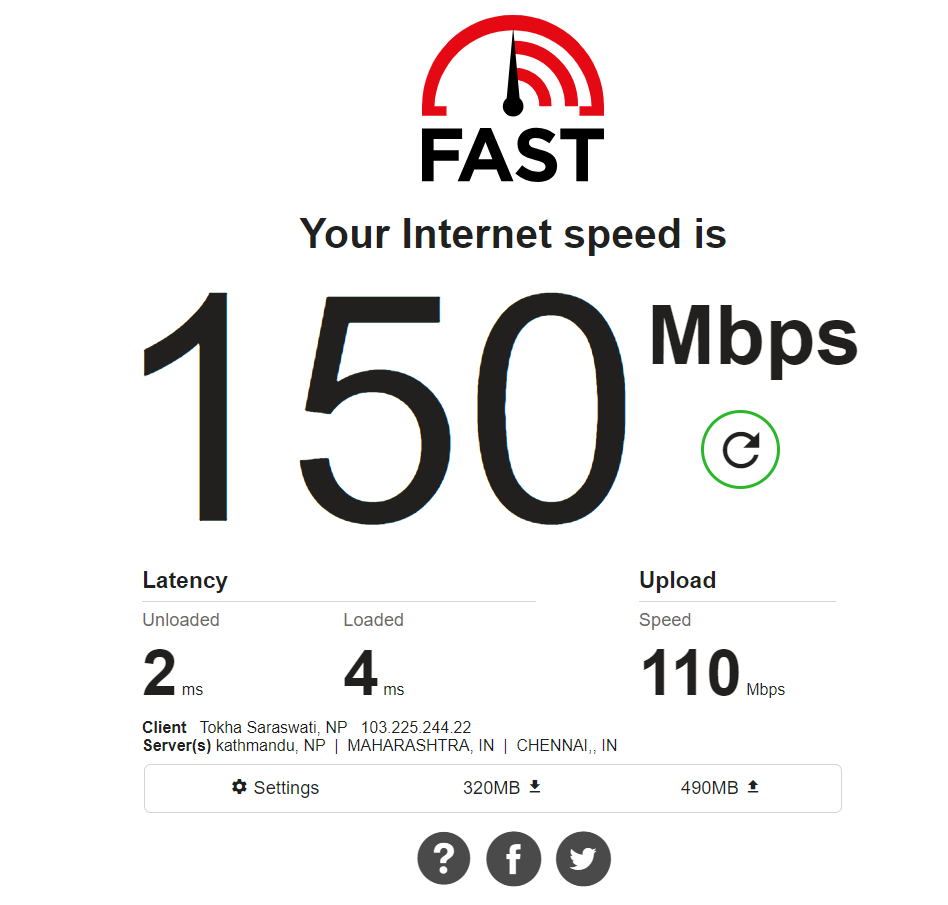 FAST
Your Internet speed is
150 Mbps
Latency
Upload
Unloaded Loaded Speed
2 ms 4 ms 110 Mbps
Client Tokha Saraswati, NP 103.225.244.22
Server(s) kathmandu, NP | MAHARASHTRA, IN | CHENNAI,, IN
Settings 320MB 490MB
? f